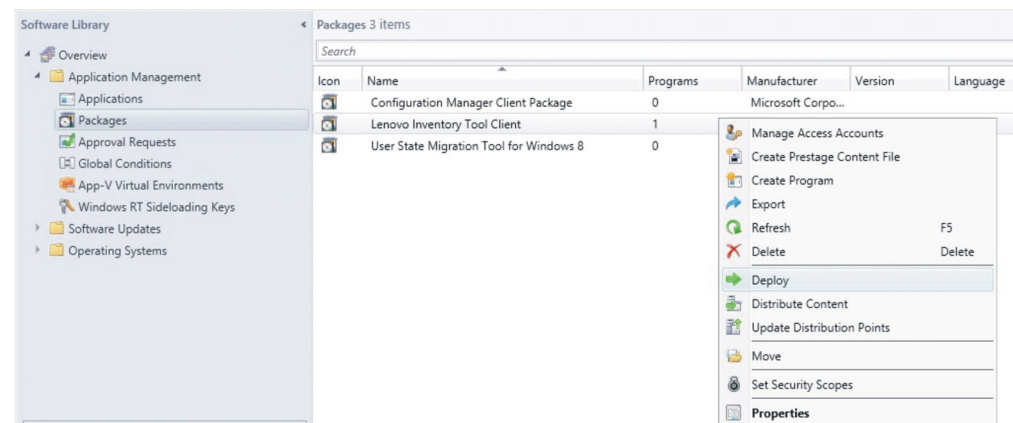 Software Library
Packages 3 items
Overview
Application Management
Applications
Packages
Approval Requests
Global Conditions
App-V Virtual Environments
Windows RT Sideloading Keys
Software Updates
Operating Systems
Search
Icon Name Programs Manufacturer Version Language
Configuration Manager Client Package 0 Microsoft Corpo...
Lenovo Inventory Tool Client 1
User State Migration Tool for Windows 8 0
Manage Access Accounts
Create Prestage Content File
Create Program
Export
Refresh F5
Delete Delete
Deploy
Distribute Content
Update Distribution Points
Move
Set Security Scopes
Properties